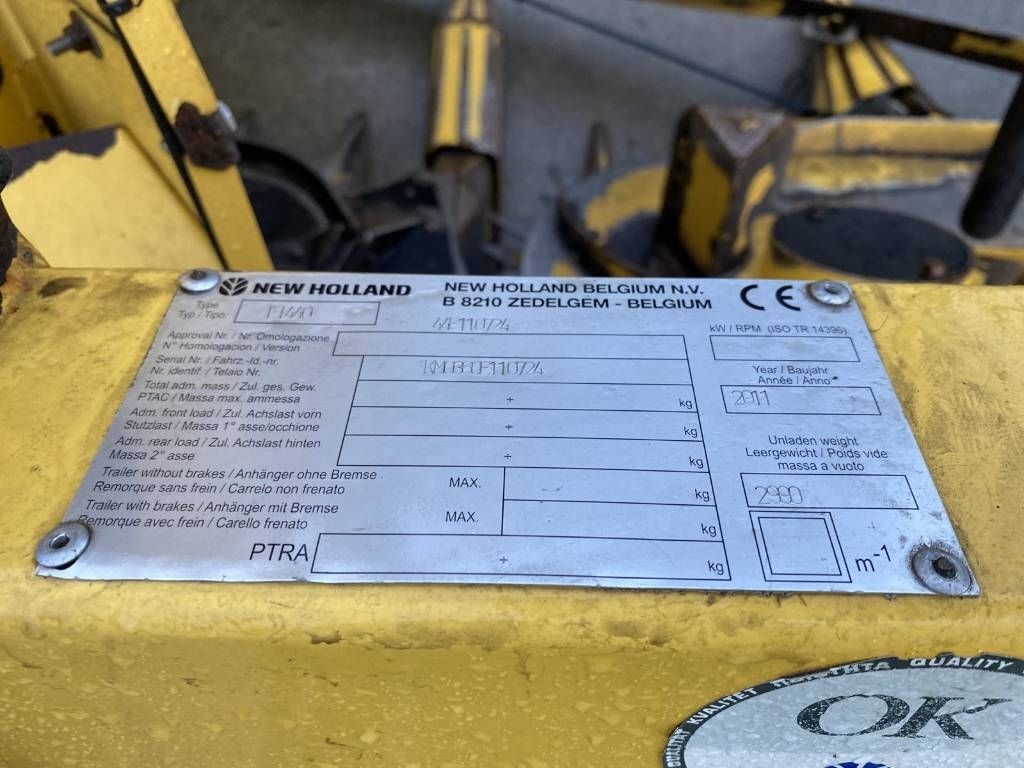 NEW HOLLAND
NEW HOLLAND BELGIUM N.V.
B 8210 ZEDELGEM - BELGIUM
CE
Type
Typ / Tipo:
Approval Nr. / Nr. Omologazione
N° Homologacion / Version
kW / RPM (ISO TR 14396)
Serial Nr. / Fahrz.-Id.-nr.
Nr. identif. / Telaio Nr.
Year / Baujahr
Année / Anno
2011
Total adm. mass / Zul. ges. Gew.
PTAC / Massa max. ammessa
÷ kg
Adm. front load / Zul. Achslast vorn
Stutzlast / Massa 1° asse/occhione
÷ kg
Adm. rear load / Zul. Achslast hinten
Massa 2° asse
÷ kg
Unladen weight
Leergewicht / Poids vide
massa a vuoto
2980
Trailer without brakes / Anhänger ohne Bremse
Remorque sans frein / Carrelo non frenato
MAX. kg
Trailer with brakes / Anhänger mit Bremse
Remorque avec frein / Carello frenato
MAX. kg
PTRA ÷ kg
m-1
QUALITAT KVALITET QUALITY
OK